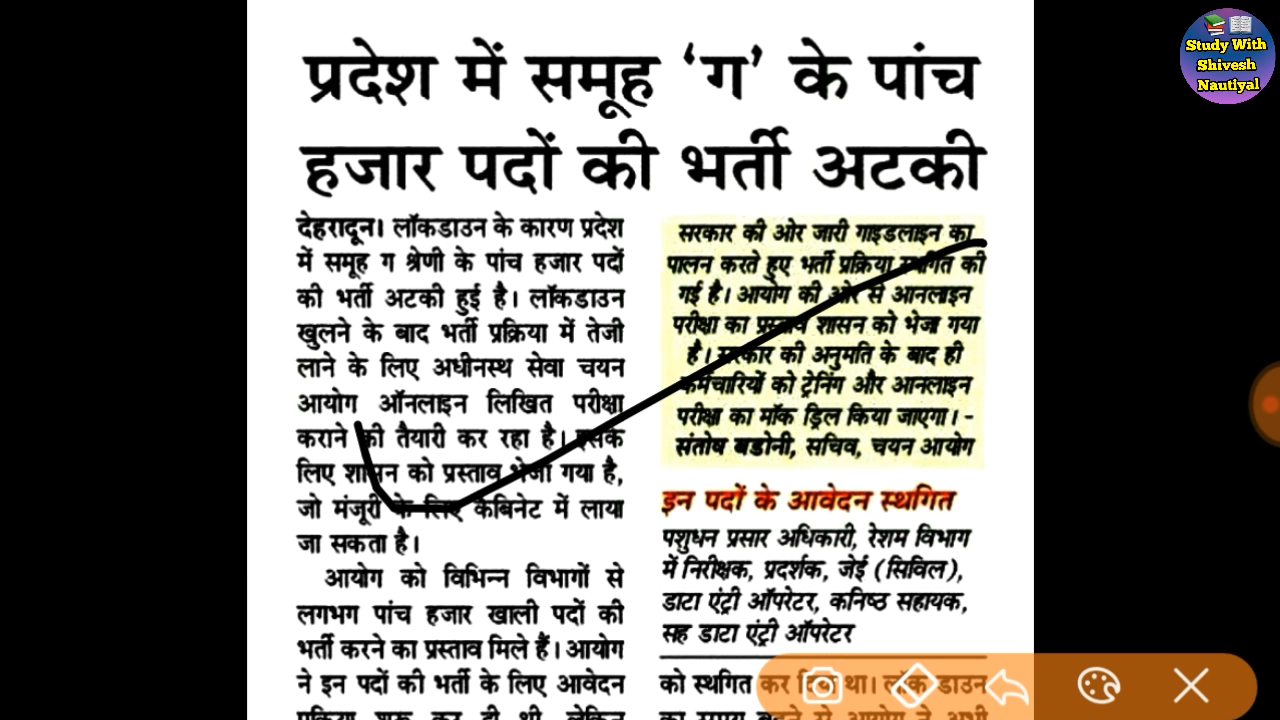 प्रदेश में समूह ‘ग’ के पांच
हजार पदों की भर्ती अटकी
देहरादून। लॉकडाउन के कारण प्रदेश
में समूह ग श्रेणी के पांच हजार पदों
की भर्ती अटकी हुई है। लॉकडाउन
खुलने के बाद भर्ती प्रक्रिया में तेजी
लाने के लिए अधीनस्थ सेवा चयन
आयोग ऑनलाइन लिखित परीक्षा
कराने की तैयारी कर रहा है। इसके
लिए शासन को प्रस्ताव भेजा गया है,
जो मंजूरी के लिए कैबिनेट में लाया
जा सकता है।
आयोग को विभिन्न विभागों से
लगभग पांच हजार खाली पदों की
भर्ती करने का प्रस्ताव मिले हैं। आयोग
ने इन पदों की भर्ती के लिए आवेदन
सरकार की ओर जारी गाइडलाइन का
पालन करते हुए भर्ती प्रक्रिया स्थगित की
गई है। आयोग की ओर से आनलाइन
परीक्षा का प्रस्ताव शासन को भेजा गया
है। सरकार की अनुमति के बाद ही
कर्मचारियों को ट्रेनिंग और आनलाइन
परीक्षा का मॉक ड्रिल किया जाएगा। -
संतोष बडोनी, सचिव, चयन आयोग
इन पदों के आवेदन स्थगित
पशुधन प्रसार अधिकारी, रेशम विभाग
में निरीक्षक, प्रदर्शक, जेई (सिविल),
डाटा एंट्री ऑपरेटर, कनिष्ठ सहायक,
सह डाटा एंट्री ऑपरेटर
को स्थगित कर दिया था। लॉक डाउन
Study With
Shivesh
Nautiyal